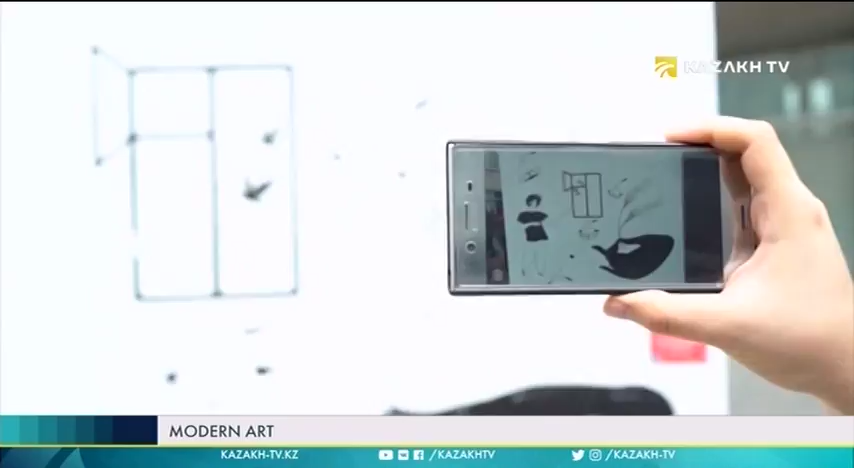 KAZAKH TV
MODERN ART
KAZAKH-TV.KZ
/KAZAKHTV
/KAZAKH-TV